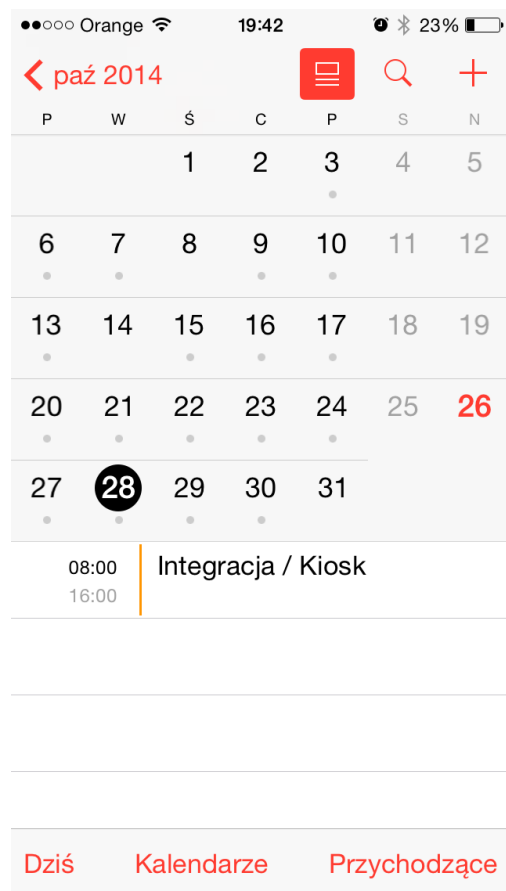 Orange 19:42 23%
paź 2014
P W Ś C P S N
1 2 3 4 5
6 7 8 9 10 11 12
13 14 15 16 17 18 19
20 21 22 23 24 25 26
27 28 29 30 31
08:00 Integracja / Kiosk
16:00
Dziś Kalendarze Przychodzące